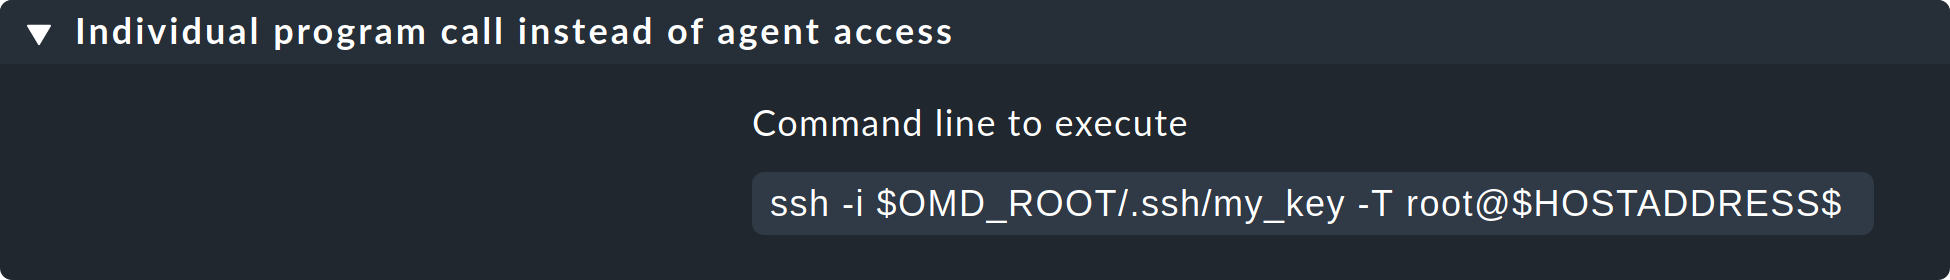 Individual program call instead of agent access
Command line to execute
ssh -i $OMD_ROOT/.ssh/my_key -T root@$HOSTADDRESS$